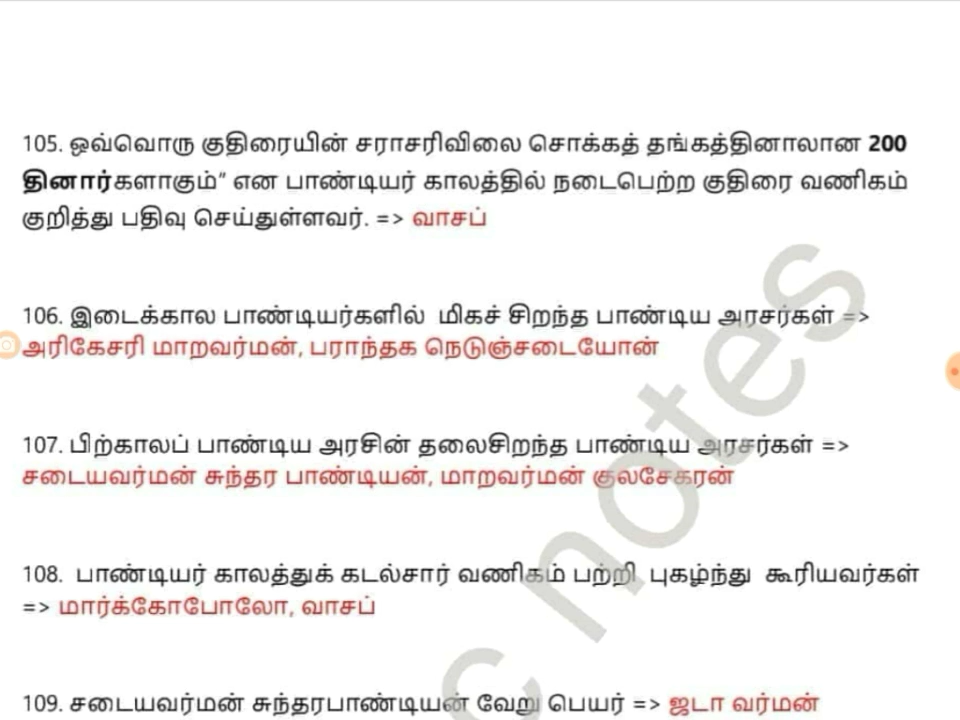 105. ஒவ்வொரு குதிரையின் சராசரிவிலை சொக்கத் தங்கத்தினாலான 200
தினார்களாகும்" என பாண்டியர் காலத்தில் நடைபெற்ற குதிரை வணிகம்
குறித்து பதிவு செய்துள்ளவர். => வாசப்
106. இடைக்கால பாண்டியர்களில் மிகச் சிறந்த பாண்டிய அரசர்கள் =>
அரிகேசரி மாறவர்மன், பராந்தக நெடுஞ்சடையோன்
107. பிற்காலப் பாண்டிய அரசின் தலைசிறந்த பாண்டிய அரசர்கள் =>
சடையவர்மன் சுந்தர பாண்டியன், மாறவர்மன் குலசேகரன்
108. பாண்டியர் காலத்துக் கடல்சார் வணிகம் பற்றி புகழ்ந்து கூரியவர்கள்
=> மார்க்கோபோலோ, வாசப்
109. சடையவர்மன் சுந்தரபாண்டியன் வேறு பெயர் => ஜடா வர்மன்
c notes